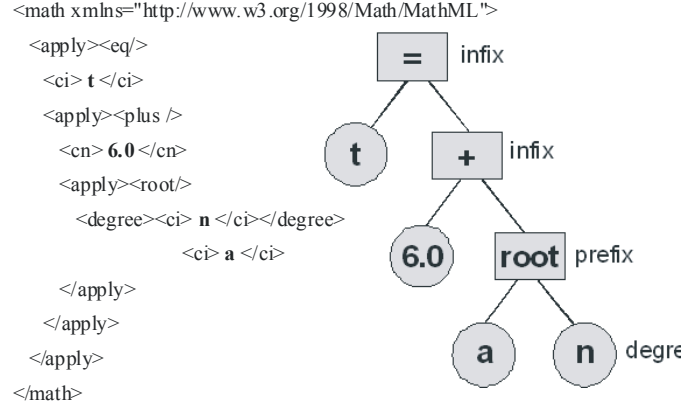 <math xmlns="http://www.w3.org/1998/Math/MathML">
<apply><eq/>
<ci> t </ci>
<apply><plus />
<cn> 6.0 </cn>
<apply><root/>
<degree><ci> n </ci></degree>
<ci> a </ci>
</apply>
</apply>
</apply>
</math>
= infix
t
+ infix
6.0
root prefix
a
n degre